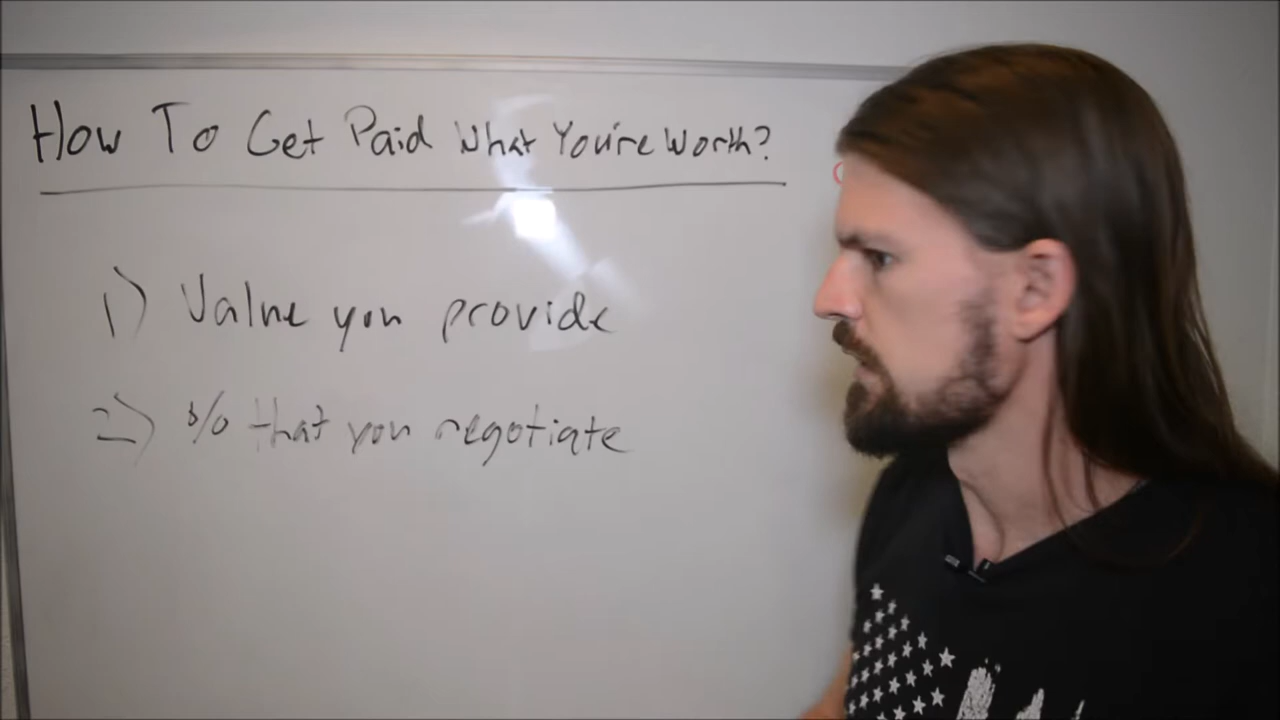 How To Get Paid What You're Worth?
1) Value you provide
2) % that you negotiate